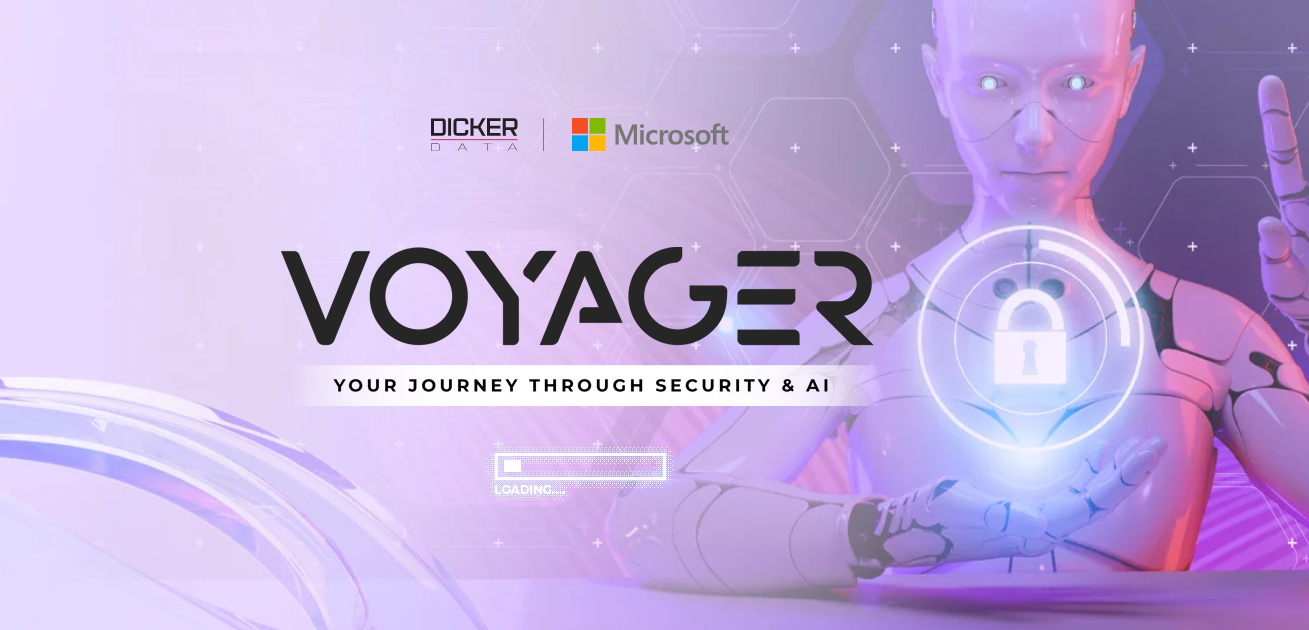 DICKER
DATA
Microsoft
VOYAGER
YOUR JOURNEY THROUGH SECURITY & AI
LOADING....